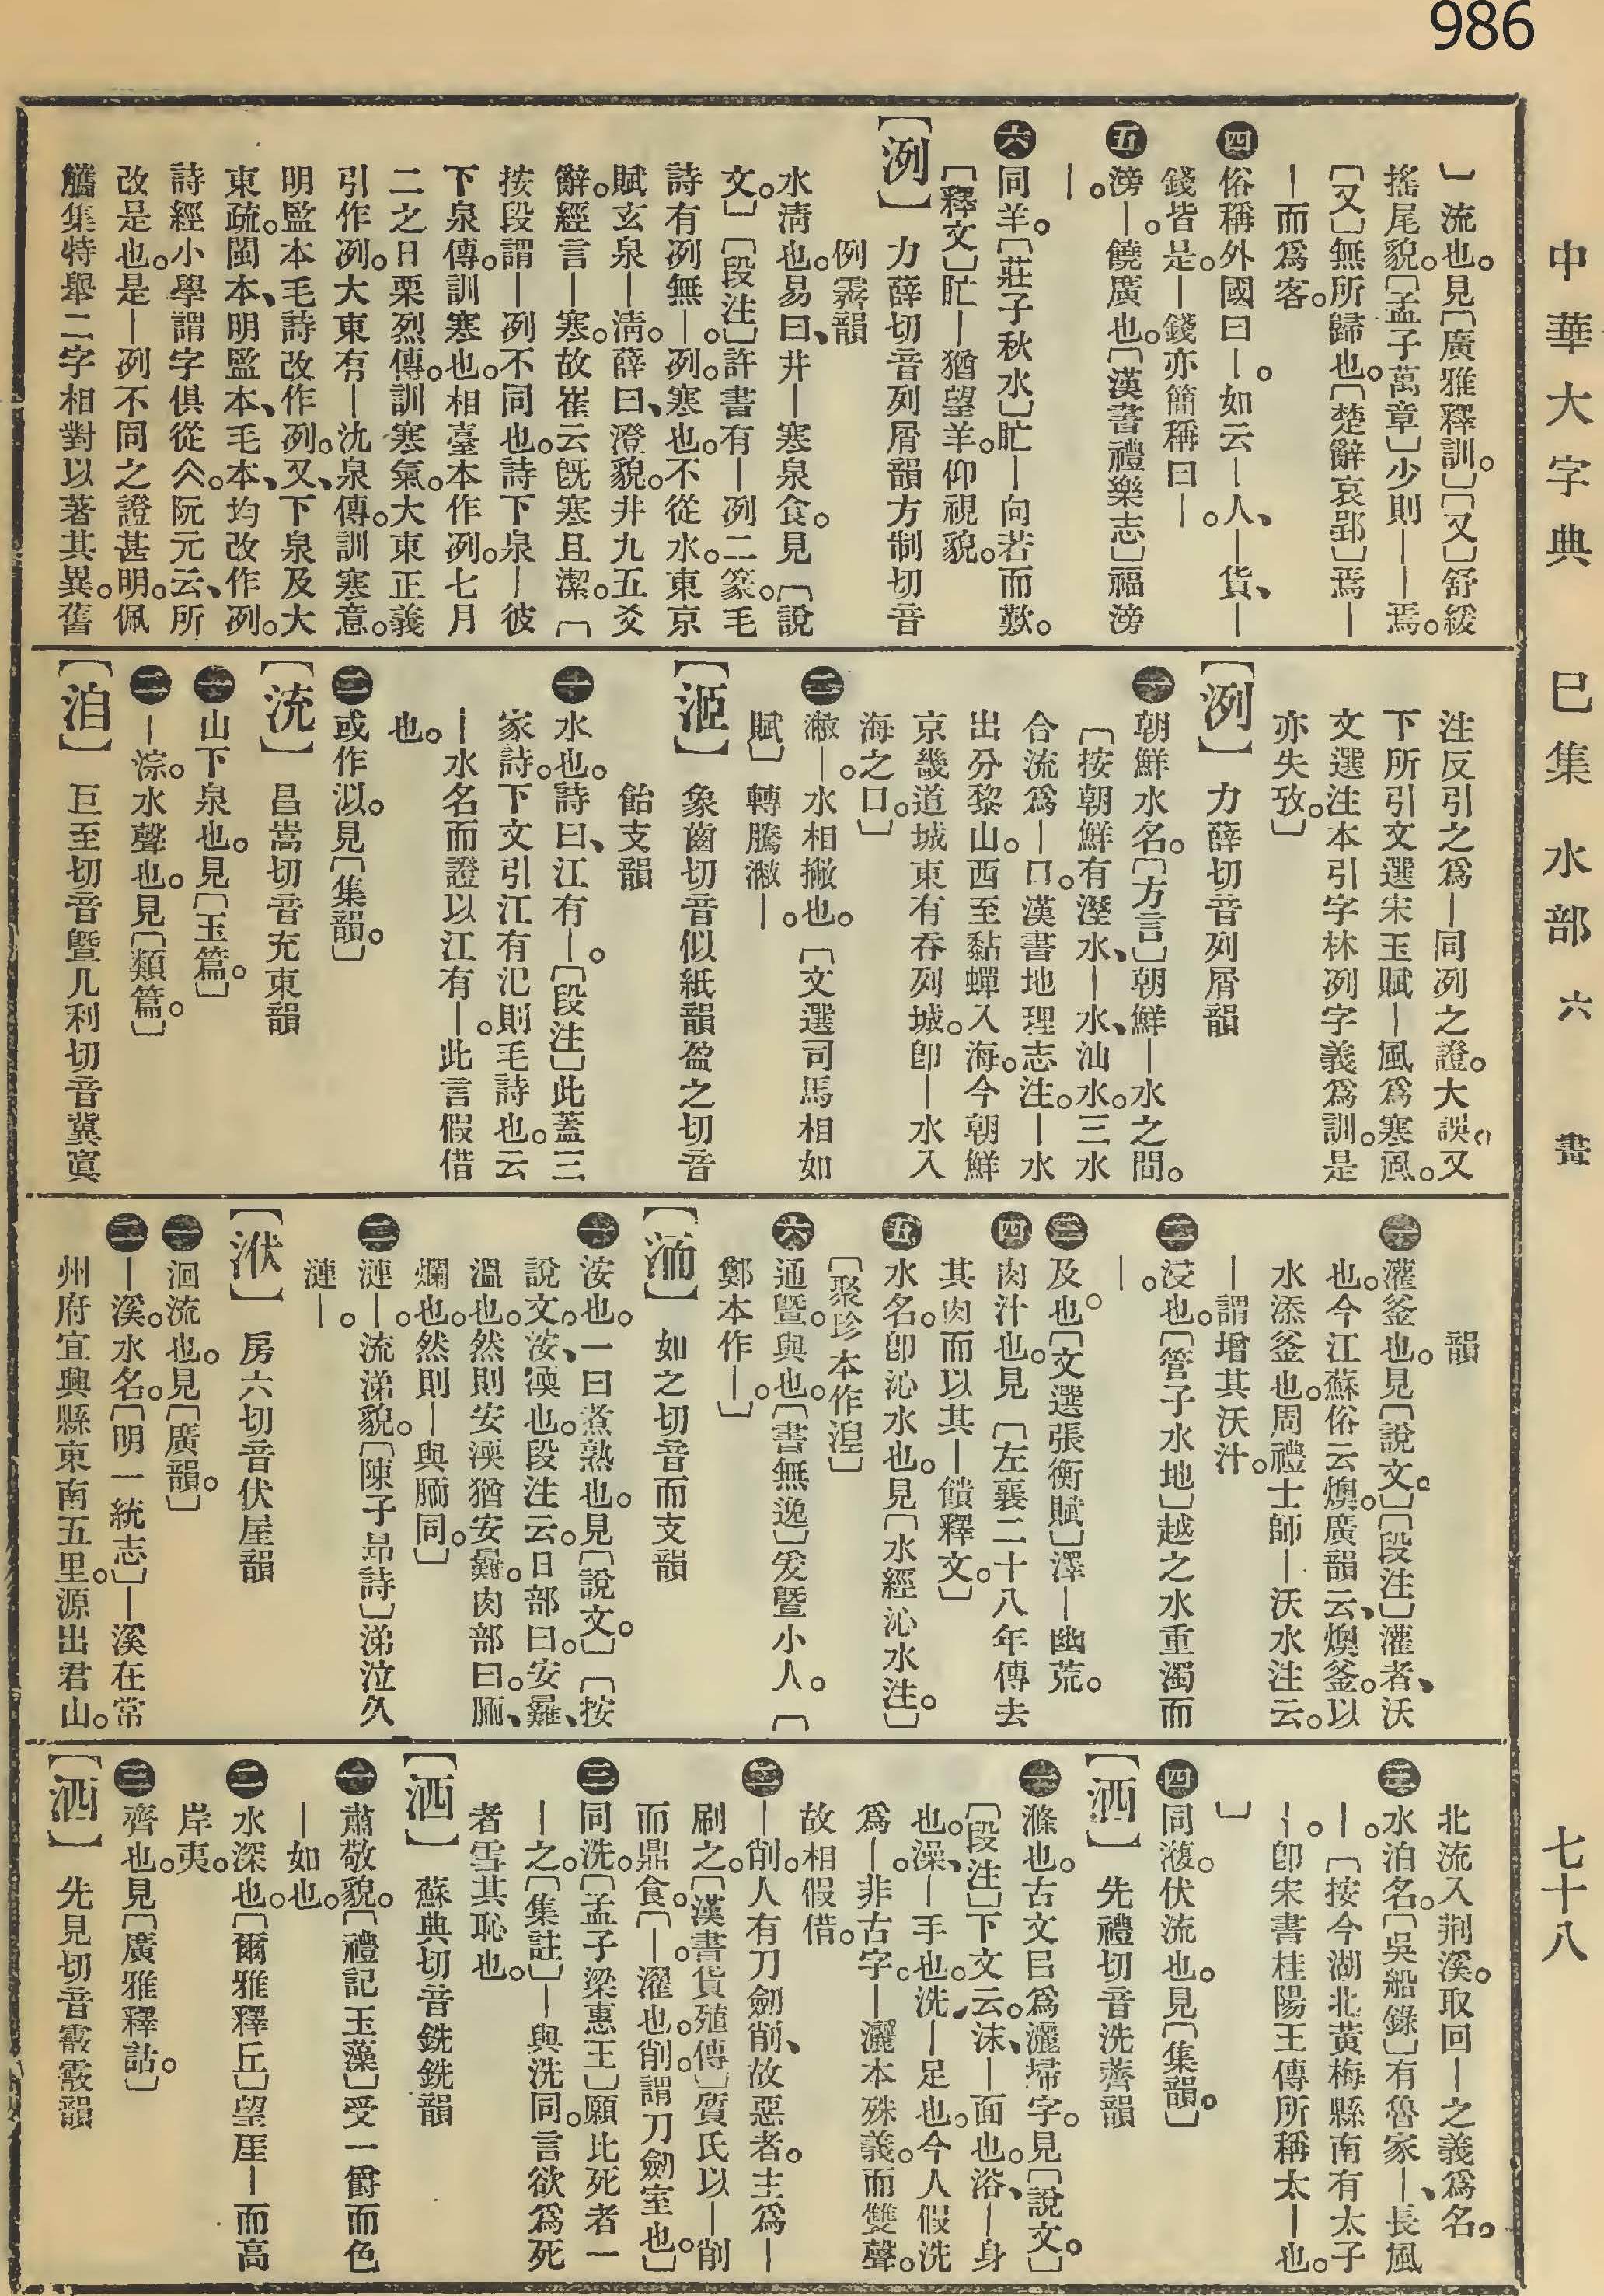 986
中華大字典 巳集 水部 六畫 七十八
〕流也。見〔廣雅釋訓。〕〔又〕舒緩
搖尾貌。〔孟子萬章〕少則｜｜焉。
〔又〕無所歸也。〔楚辭哀郢〕焉｜
｜而爲客。
四俗稱外國曰｜。如云｜人、｜貨、｜
錢皆是。｜錢亦簡稱曰｜。
五滂｜。饒廣也。〔漢書禮樂志〕福滂
｜。
六同羊。〔莊子秋水〕盳｜向若而歎。
〔釋文〕盳｜猶望羊。仰視貌。
〔洌〕 力薛切音列屑韻方制切音
例霽韻
水淸也。易曰、井｜寒泉食。見〔說
文。〕〔段注〕許書有｜冽二篆。毛
詩有冽無｜。冽。寒也。不從水。東京
賦玄泉｜淸。薛曰、澄貌。井九五爻
辭。經言｜寒。故崔云旣寒且潔。〔
按段謂｜冽不同也。詩下泉｜彼
下泉傳。訓寒也。相臺本作冽。七月
二之日栗烈傳。訓寒氣。大東正義
引作冽。大東有｜氿泉傳。訓寒意。
明監本毛詩改作冽。又、下泉及大
東疏。閩本、明監本、毛本、均改作冽。
詩經小學謂字俱從仌。阮元云、所
改是也。是｜冽不同之證甚明。佩
觿集特舉二字相對以著其異。舊
注反引之爲｜同冽之證。大誤。又
下所引文選宋玉賦｜風爲寒風。
文選注本引字林冽字義爲訓。是
亦失攷。〕
〔洌〕 力薛切音列屑韻
一朝鮮水名。〔方言〕朝鮮｜水之間。
〔按朝鮮有溼水、｜水、汕水。三水
合流爲｜口。漢書地理志注。｜水
出分黎山。西至黏蟬入海。今朝鮮
京畿道城東有吞列城。卽｜水入
海之口。〕
二潎｜。水相撇也。〔文選司馬相如
賦〕轉騰潎｜。
〔洍〕 象齒切音似紙韻盈之切音
飴支韻
一水也。詩曰、江有｜。〔段注〕此蓋三
家詩。下文引江有汜則毛詩也。云
｜水名而證以江有｜。此言假借
也。
二或作泤。見〔集韻。〕
〔流〕 昌嵩切音充東韻
一山下泉也。見〔玉篇。〕
二｜淙。水聲也。見〔類篇。〕
〔洎〕 巨至切音曁几利切音冀寘
韻
一灌釜也。見〔說文。〕〔段注〕灌者、沃
也。今江蘇俗云燠。廣韻云、燠釜。以
水添釜也。周禮士師｜沃水注云。
｜謂增其沃汁。
二浸也。〔管子水地〕越之水重濁而
｜。
三及也。〔文選張衡賦〕澤｜幽荒。
四肉汁也。見〔左襄二十八年傳去
其肉而以其｜饋釋文。〕
五水名。卽沁水也。見〔水經沁水注。〕
〔聚珍本作湟〕
六通曁。與也。〔書無逸〕爰曁小人。〔
鄭本作｜。〕
〔洏〕 如之切音而支韻
一洝也。一曰煮熟也。見〔說文。〕〔按
說文、洝、渜也。段注云。日部曰。安㬮、
溫也。然則安渜猶安㬮。肉部曰。胹、
爛也。然則｜與胹同。〕
二漣｜。流涕貌。〔陳子昻詩〕涕泣久
漣｜。
〔洑〕 房六切音伏屋韻
一洄流也。見〔廣韻。〕
二｜溪。水名。〔明一統志〕｜溪在常
州府宜興縣東南五里。源出君山。
北流入荆溪。取回｜之義爲名。
三水泊名。〔吳船錄〕有魯家｜、長風
｜。〔按今湖北黃梅縣南有太子
｜。卽宋書桂陽王傳所稱太｜也。
〕
四同澓。伏流也。見〔集韻。〕
〔洒〕 先禮切音洗薺韻
一滌也。古文㠯爲灑埽字。見〔說文。〕
〔段注〕下文云。沬、｜面也。浴、｜身
也。澡、｜手也。洗、｜足也。今人假洗
爲｜。非古字。｜灑本殊義。而雙聲。
故相假借。
二｜削。人有刀劒削、故惡者。主爲｜
刷之。〔漢書貨殖傳〕質氏以｜削
而鼎食。〔｜。濯也。削。謂刀劒室也。〕
三同洗。〔孟子梁惠王〕願比死者一
｜之。〔集註〕｜與洗同。言欲爲死
者雪其恥也。
〔洒〕 蘇典切音銑銑韻
一肅敬貌。〔禮記玉藻〕受一爵而色
｜如也。
二水深也。〔爾雅釋丘〕望厓｜而高
岸夷。
三齊也。見〔廣雅釋詁。〕
〔洒〕 先見切音霰霰韻